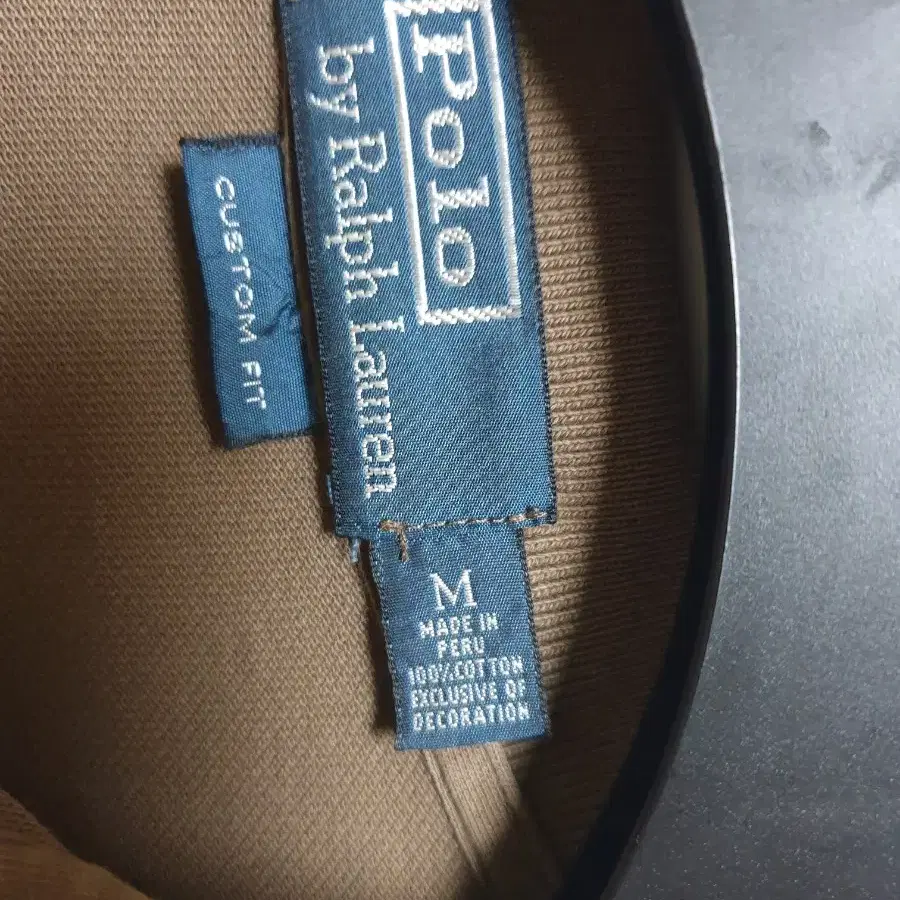 Polo
by Ralph Lauren
CUSTOM FIT
M
MADE IN
PERU
100% COTTON
EXCLUSIVE OF
DECORATION